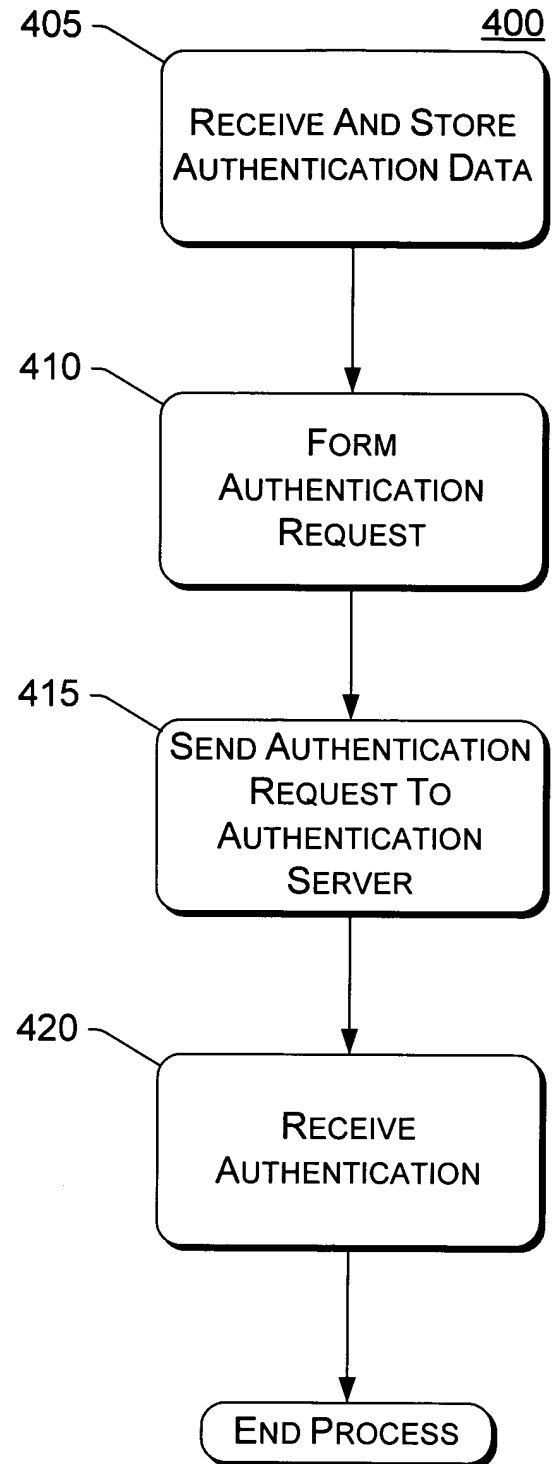 405
400
RECEIVE AND STORE
AUTHENTICATION DATA
410
FORM
AUTHENTICATION
REQUEST
415
SEND AUTHENTICATION
REQUEST TO
AUTHENTICATION
SERVER
420
RECEIVE
AUTHENTICATION
END PROCESS